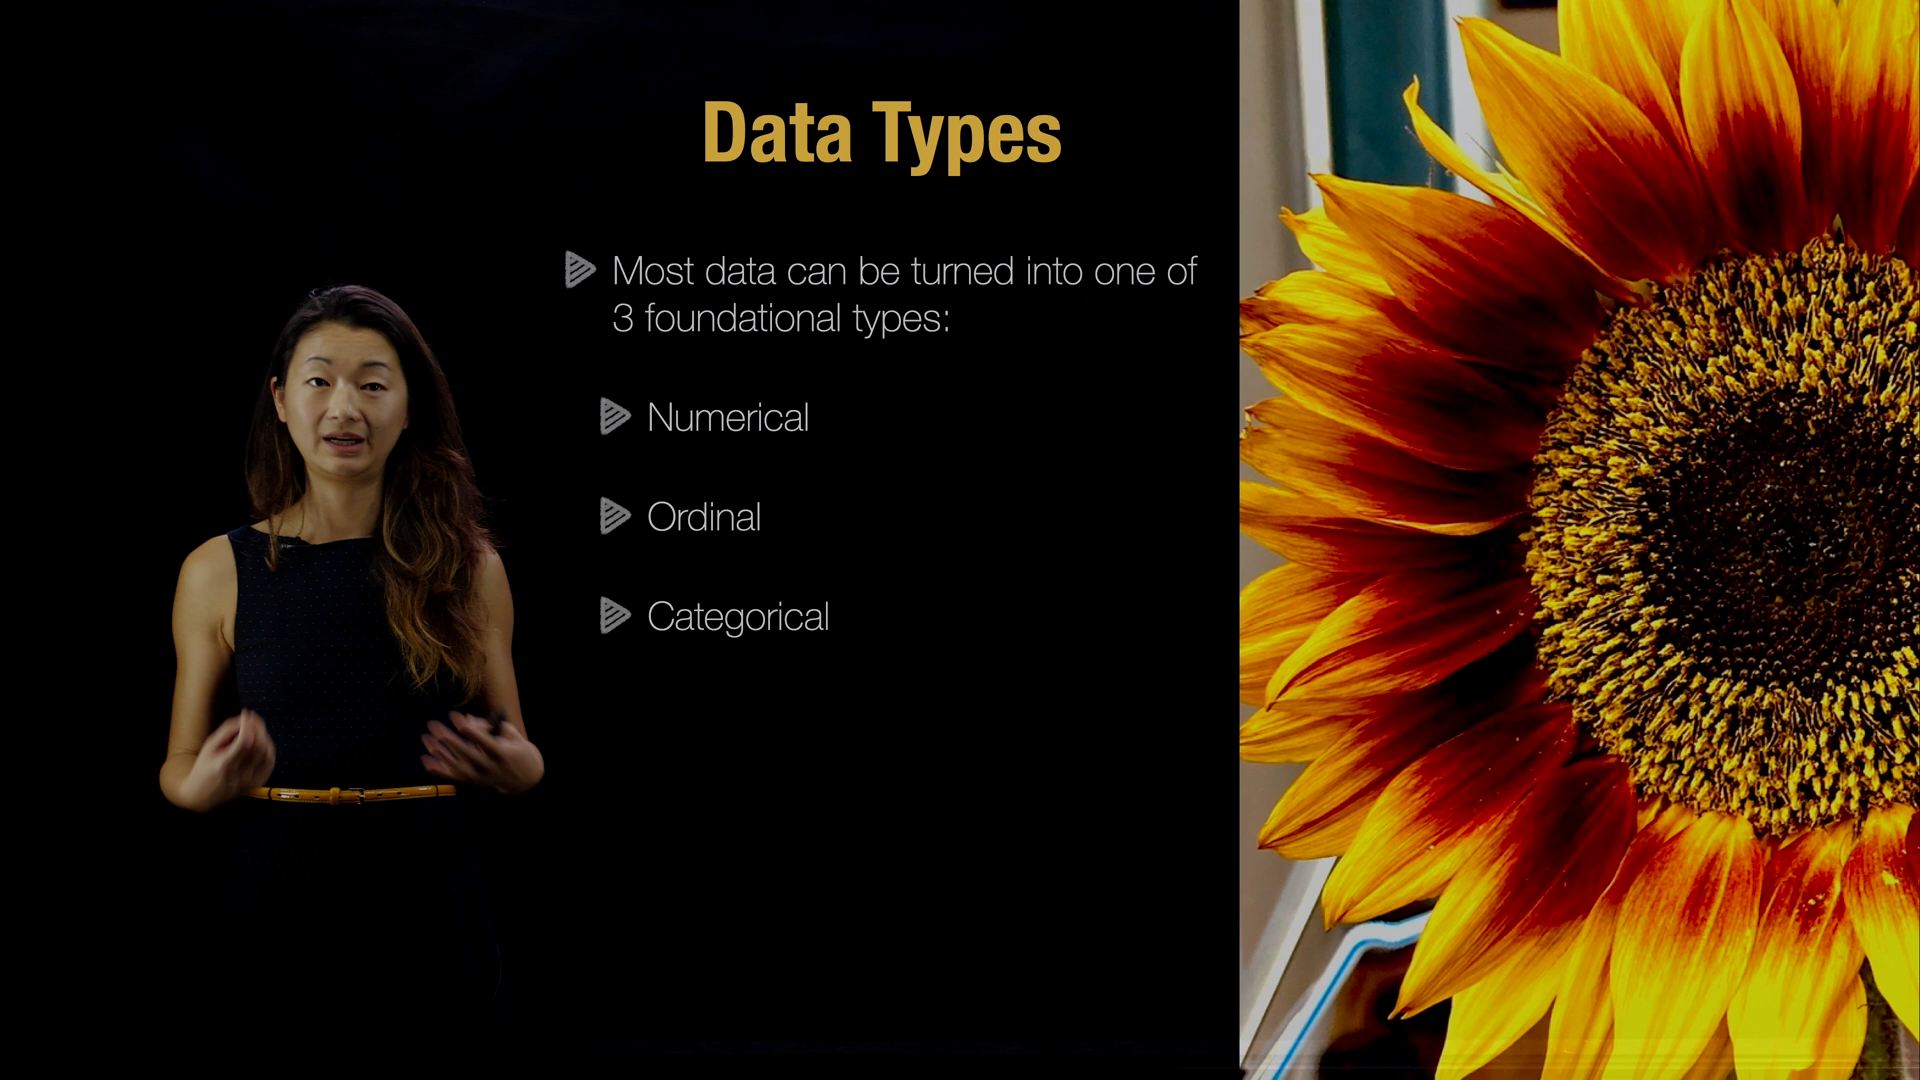 Data Types
Most data can be turned into one of
3 foundational types:
Numerical
Ordinal
Categorical